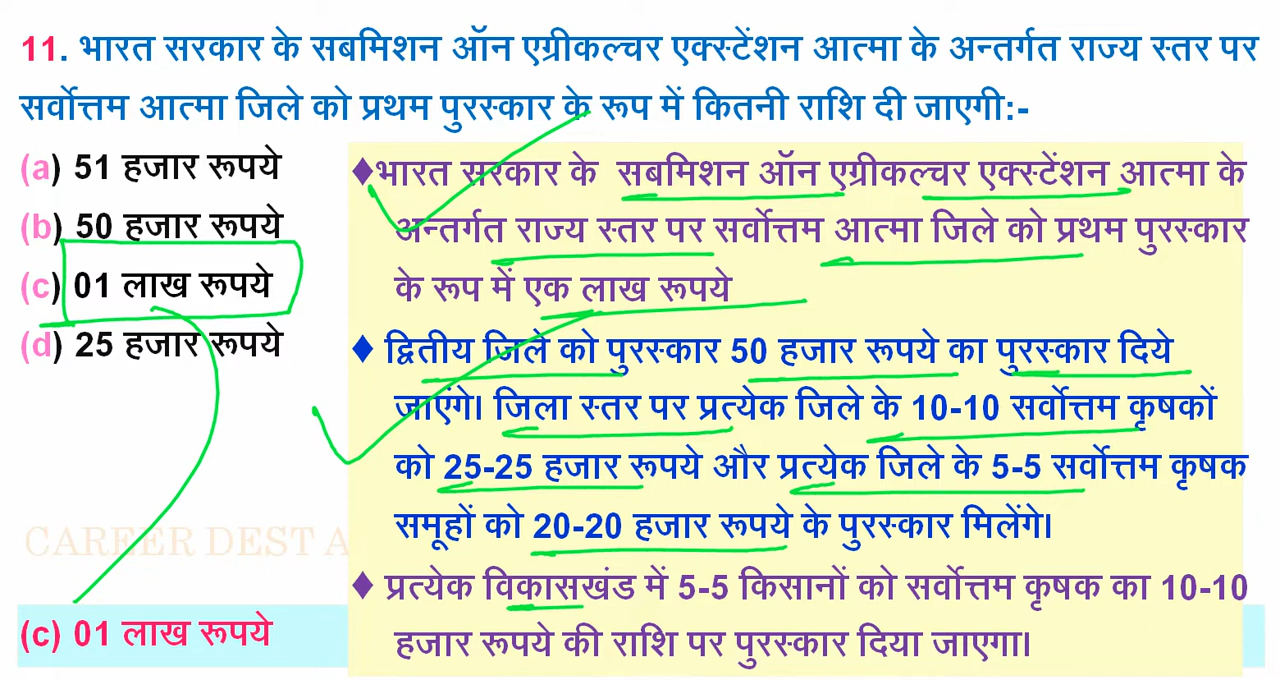 11. भारत सरकार के सबमिशन ऑन एग्रीकल्चर एक्स्टेंशन आत्मा के अन्तर्गत राज्य स्तर पर
सर्वोत्तम आत्मा जिले को प्रथम पुरस्कार के रूप में कितनी राशि दी जाएगी:-
(a) 51 हजार रूपये
(b) 50 हजार रूपये
(c) 01 लाख रूपये
(d) 25 हजार रूपये
♦भारत सरकार के सबमिशन ऑन एग्रीकल्चर एक्स्टेंशन आत्मा के
अन्तर्गत राज्य स्तर पर सर्वोत्तम आत्मा जिले को प्रथम पुरस्कार
के रूप में एक लाख रूपये
♦ द्वितीय जिले को पुरस्कार 50 हजार रूपये का पुरस्कार दिये
जाएंगे। जिला स्तर पर प्रत्येक जिले के 10-10 सर्वोत्तम कृषकों
को 25-25 हजार रूपये और प्रत्येक जिले के 5-5 सर्वोत्तम कृषक
समूहों को 20-20 हजार रूपये के पुरस्कार मिलेंगे।
♦ प्रत्येक विकासखंड में 5-5 किसानों को सर्वोत्तम कृषक का 10-10
हजार रूपये की राशि पर पुरस्कार दिया जाएगा।
CAREER DEST A
(c) 01 लाख रूपये